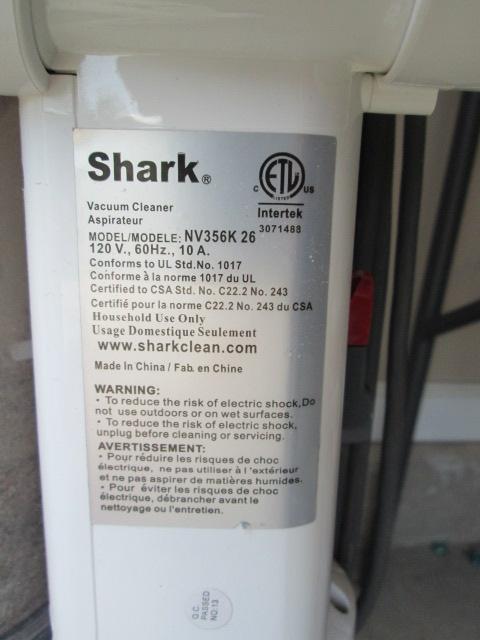 Shark®
C ETL US
LISTED
Intertek
3071488
Vacuum Cleaner
Aspirateur
MODEL/MODELE: NV356K 26
120 V., 60Hz., 10 A.
Conforms to UL Std.No. 1017
Conforme à la norme 1017 du UL
Certified to CSA Std. No. C22.2 No. 243
Certifié pour la norme C22.2 No. 243 du CSA
Household Use Only
Usage Domestique Seulement
www.sharkclean.com
Made In China / Fab. en Chine
WARNING:
• To reduce the risk of electric shock,Do
not use outdoors or on wet surfaces.
• To reduce the risk of electric shock,
unplug before cleaning or servicing.
AVERTISSEMENT:
• Pour réduire les risques de choc
électrique, ne pas utiliser à l'extérieur
et ne pas aspirer de matières humides.
• Pour éviter les risques de choc
électrique, débrancher avant le
nettoyage ou l'entretien.
Q.C.
PASSED
NO:13